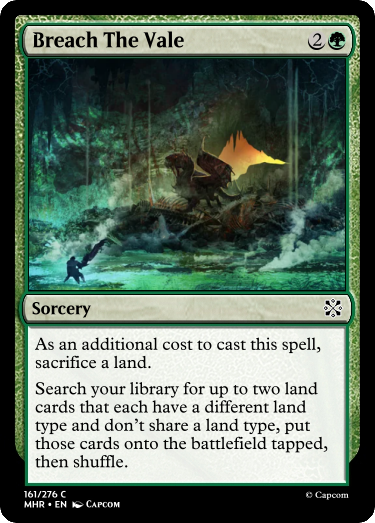 Breach The Vale 2
Sorcery
As an additional cost to cast this spell,
sacrifice a land.
Search your library for up to two land
cards that each have a different land
type and don't share a land type, put
those cards onto the battlefield tapped,
then shuffle.
161/276 C
MHR • EN CAPCOM
© Capcom